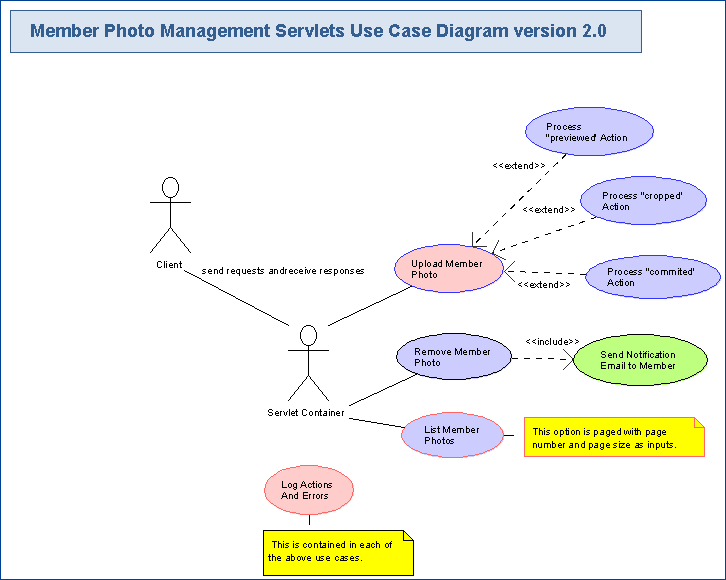 Member Photo Management Servlets Use Case Diagram version 2.0
Process
"previewed' Action
<<extend>>
Process "cropped'
Action
<<extend>>
Client
send requests andreceive responses
Upload Member
Photo
Process "commited'
Action
<<extend>>
Remove Member
Photo
<<include>>
Send Notification
Email to Member
Servlet Container
List Member
Photos
This option is paged with page
number and page size as inputs.
Log Actions
And Errors
This is contained in each of
the above use cases.